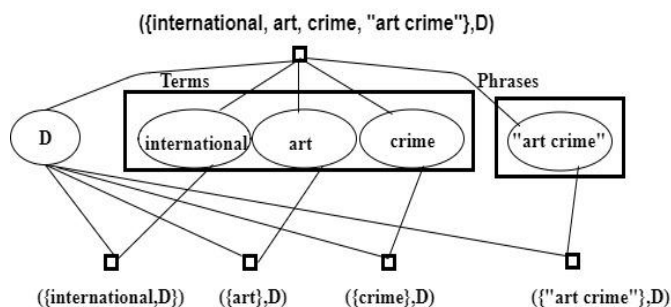 ({international, art, crime, "art crime"},D)
Terms
Phrases
D
international
art
crime
"art crime"
({international,D})
({art},D)
({crime},D)
({"art crime"},D)